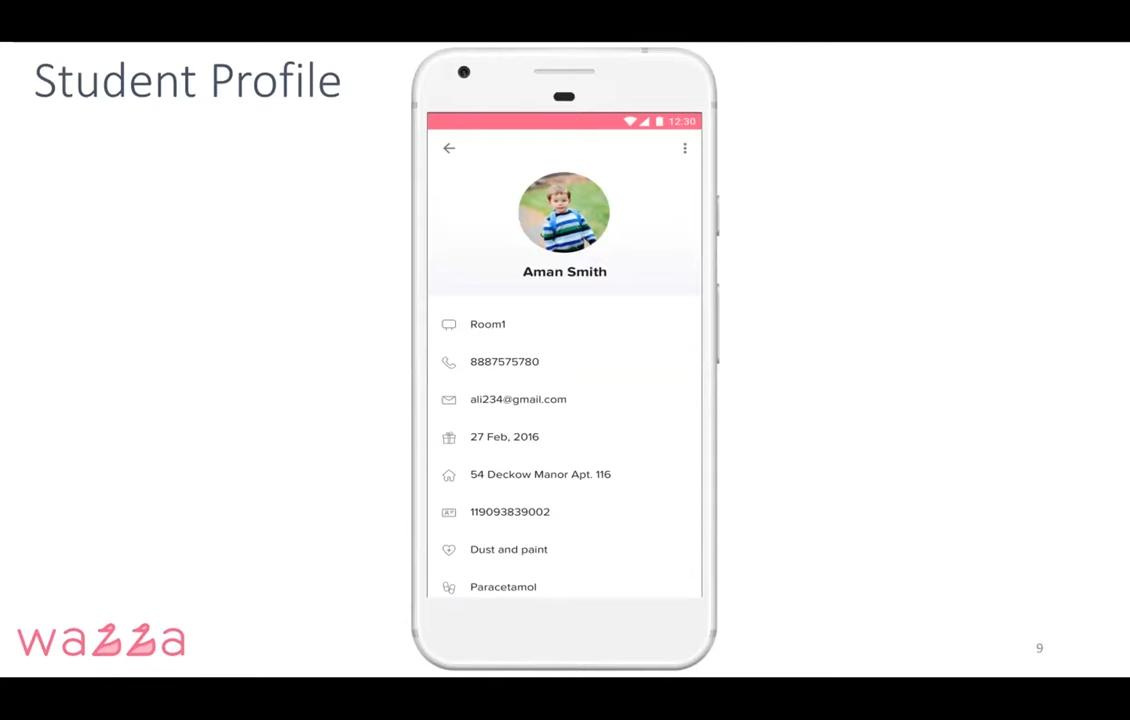 Student Profile
12:30
Aman Smith
Room1
8887575780
ali234@gmail.com
27 Feb, 2016
54 Deckow Manor Apt. 116
119093839002
Dust and paint
Paracetamol
wazza
9